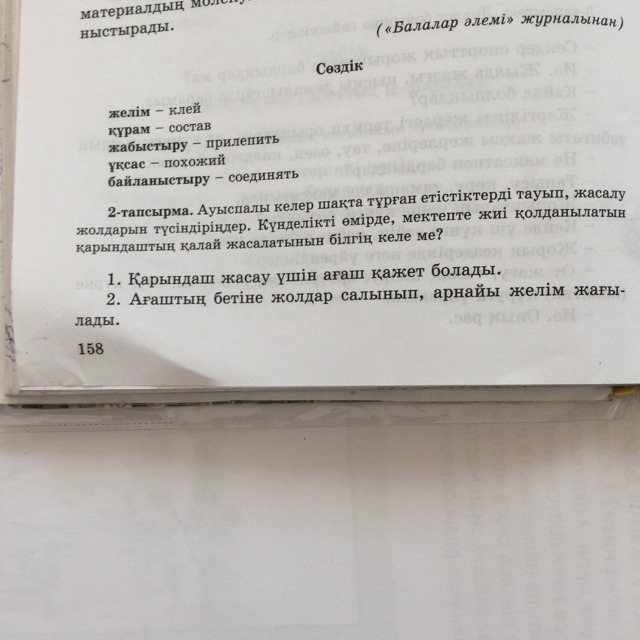 материалдың
ныстырады.
(«Балалар әлемі» журналынан)
Сөздік
желім – клей
құрам – состав
жабыстыру – прилепить
ұқсас – похожий
байланыстыру – соединять
2-тапсырма. Ауыспалы келер шақта тұрған етістіктерді тауып, жасалу
жолдарын түсіндіріңдер. Күнделікті өмірде, мектепте жиі қолданылатын
қарындаштың қалай жасалатынын білгің келе ме?
1. Қарындаш жасау үшін ағаш қажет болады.
2. Ағаштың бетіне жолдар салынып, арнайы желім жағы-
лады.
158